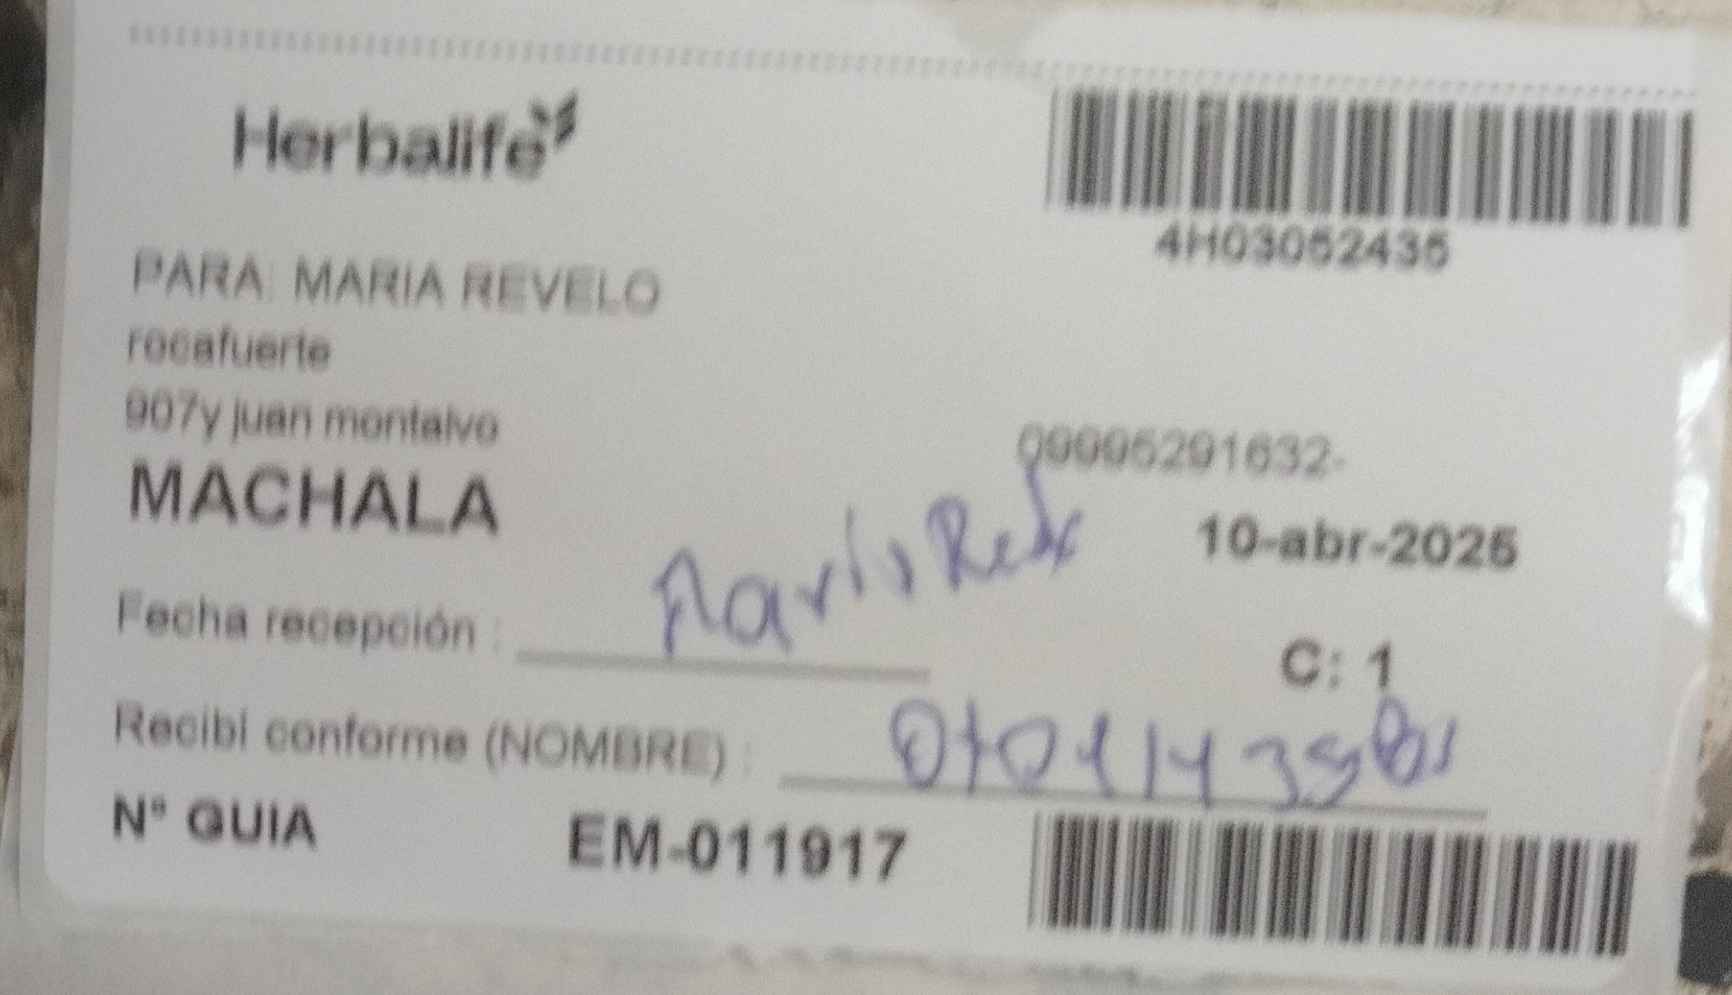 Herbalife
4H03052435
PARA: MARIA REVELO
rocafuerte
907y juan montalvo
09995291632-
MACHALA
10-abr-2025
Fecha recepción :
C: 1
Recibí conforme (NOMBRE) :
N° GUIA EM-011917